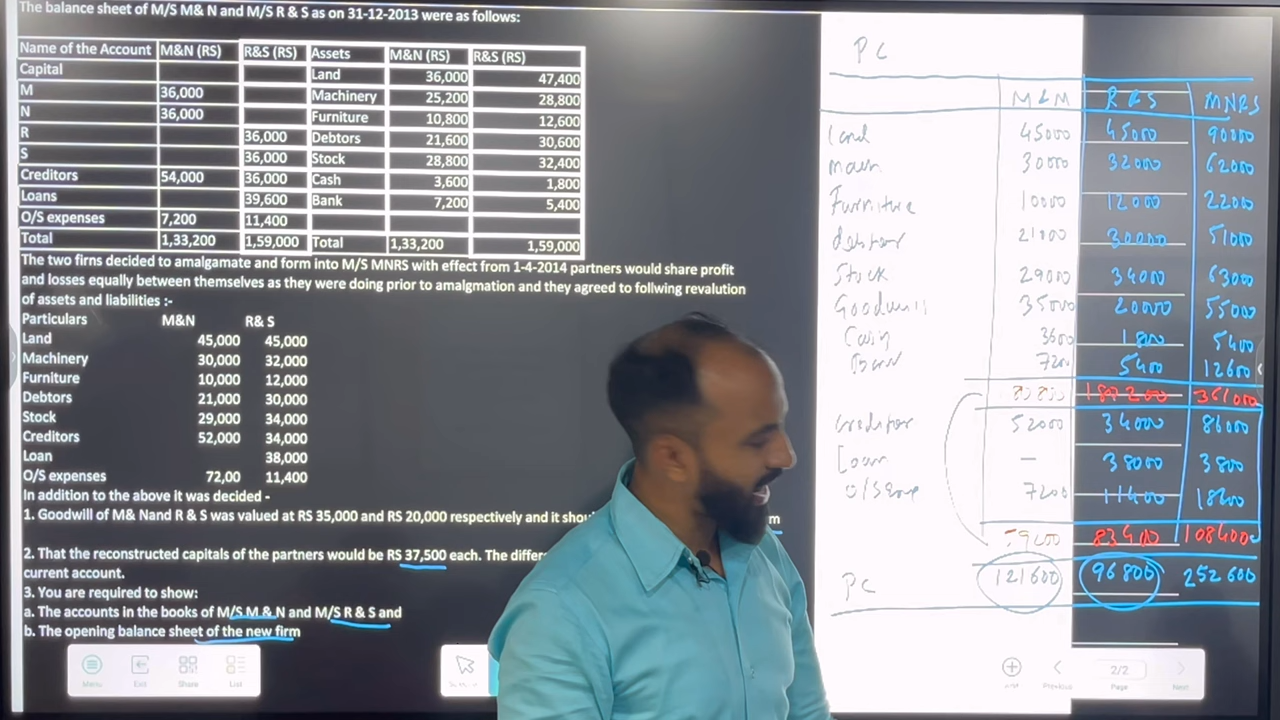 The balance sheet of M/S M& N and M/S R & S as on 31-12-2013 were as follows:
Name of the Account M&N (RS) R&S (RS) Assets M&N (RS) R&S (RS)
Capital Land 36,000 47,400
M 36,000 Machinery 25,200 28,800
N 36,000 Furniture 10,800 12,600
R 36,000 Debtors 21,600 30,600
S 36,000 Stock 28,800 32,400
Creditors 54,000 36,000 Cash 3,600 1,800
Loans 39,600 Bank 7,200 5,400
O/S expenses 7,200 11,400
Total 1,33,200 1,59,000 Total 1,33,200 1,59,000
The two firns decided to amalgamate and form into M/S MNRS with effect from 1-4-2014 partners would share profit
and losses equally between themselves as they were doing prior to amalgmation and they agreed to follwing revalution
of assets and liabilities :-
Particulars M&N R& S
Land 45,000 45,000
Machinery 30,000 32,000
Furniture 10,000 12,000
Debtors 21,000 30,000
Stock 29,000 34,000
Creditors 52,000 34,000
Loan 38,000
O/S expenses 72,00 11,400
In addition to the above it was decided -
1. Goodwill of M& Nand R & S was valued at RS 35,000 and RS 20,000 respectively and it
2. That the reconstructed capitals of the partners would be RS 37,500 each. The
current account.
3. You are required to show:
a. The accounts in the books of M/S M & N and M/S R & S and
b. The opening balance sheet of the new firm
Menu Exit Share List
PC
M & M R & S MNRS
land 45000 45000 90000
30000 32000 62000
Furniture 10000 12000 22000
21000 30000 51000
Stock 29000 34000 63000
Goodwill 35000 20000 55000
3600 1800 5400
7200 5400 12600
187200 361000
Creditor 52000 34000 86000
Loan — 38000 3800
7200 11400 18600
83400 108400
PC 121600 96800 252600
2/2
Page Next